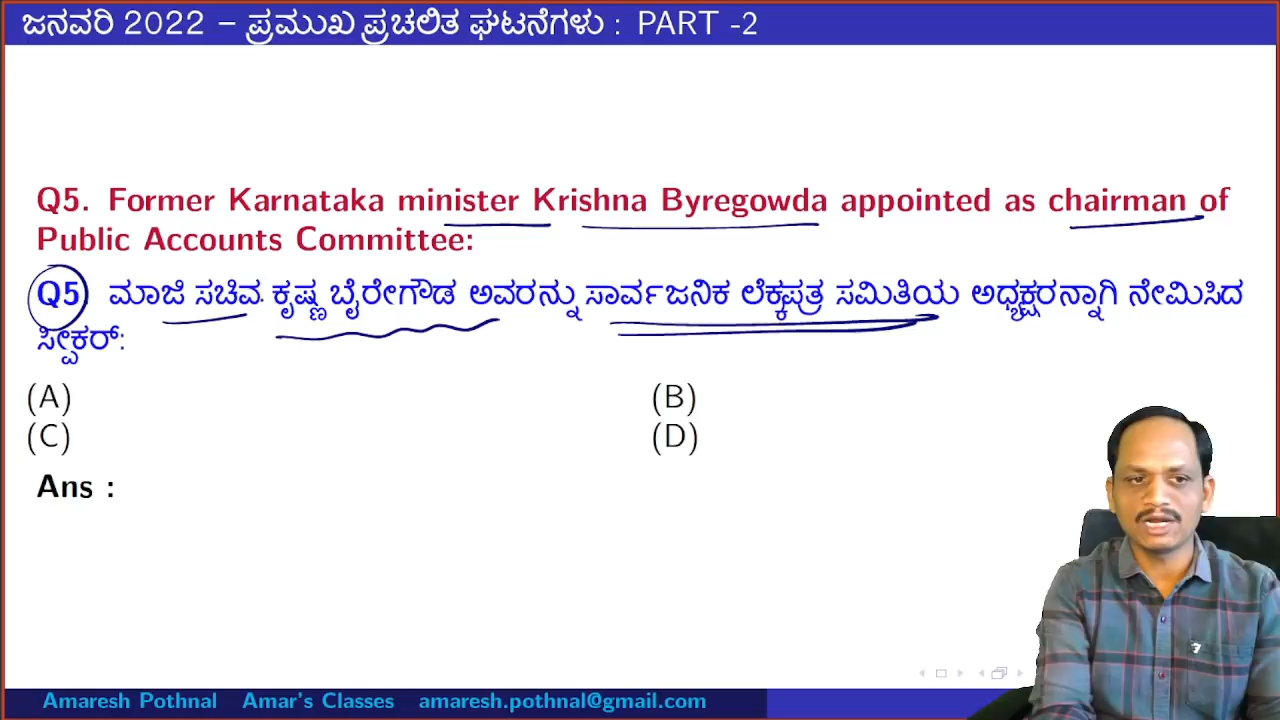 ಜನವರಿ 2022 – ಪ್ರಮುಖ ಪ್ರಚಲಿತ ಘಟನೆಗಳು : PART -2
Q5. Former Karnataka minister Krishna Byregowda appointed as chairman of
Public Accounts Committee:
Q5) ಮಾಜಿ ಸಚಿವ ಕೃಷ್ಣ ಬೈರೇಗೌಡ ಅವರನ್ನು ಸಾರ್ವಜನಿಕ ಲೆಕ್ಕಪತ್ರ ಸಮಿತಿಯ ಅಧ್ಯಕ್ಷರನ್ನಾಗಿ ನೇಮಿಸಿದ
ಸ್ಪೀಕರ್:
(A) (B)
(C) (D)
Ans :
Amaresh Pothnal Amar's Classes amaresh.pothnal@gmail.com